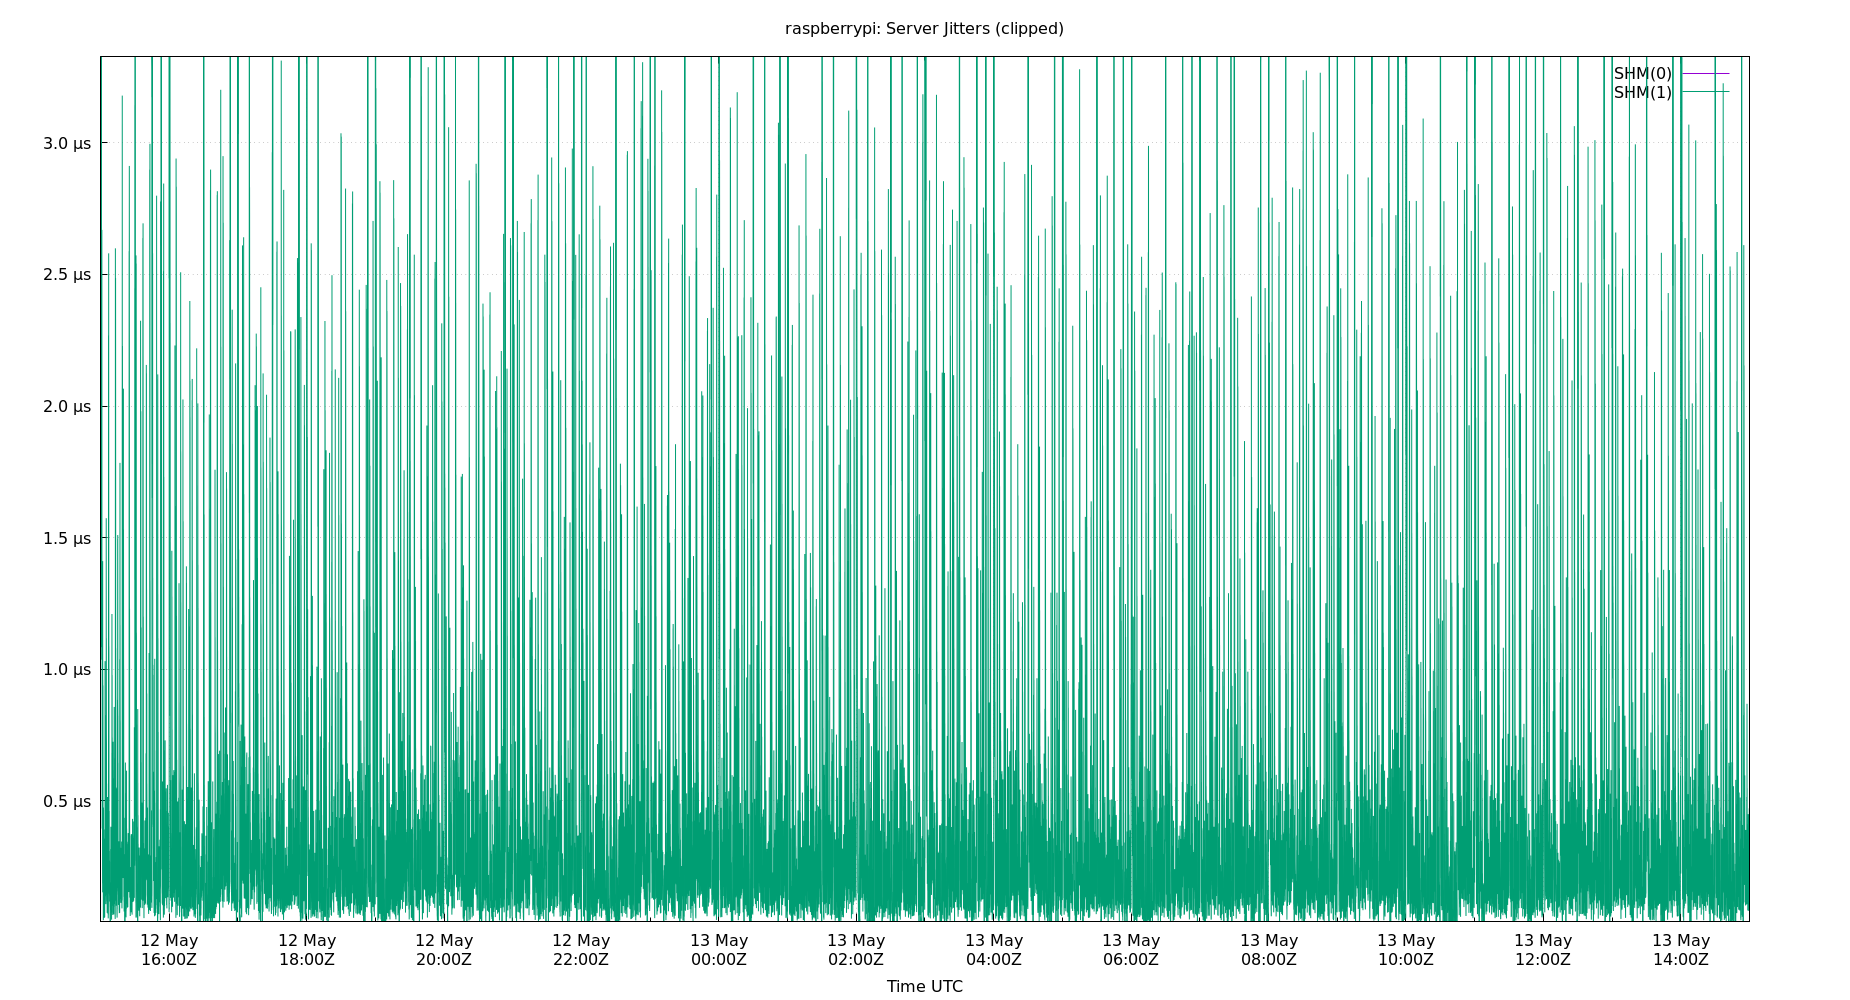 raspberrypi: Server Jitters (clipped)
SHM(0)
SHM(1)
3.0 µs
2.5 µs
2.0 µs
1.5 µs
1.0 µs
0.5 µs
12 May 12 May 12 May 12 May 13 May 13 May 13 May 13 May 13 May 13 May 13 May 13 May
16:00Z 18:00Z 20:00Z 22:00Z 00:00Z 02:00Z 04:00Z 06:00Z 08:00Z 10:00Z 12:00Z 14:00Z
Time UTC